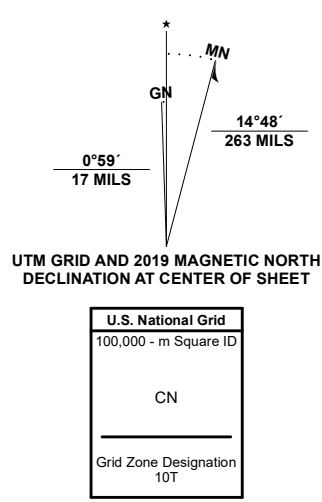 ★
MN
GN
14°48´
263 MILS
0°59´
17 MILS
UTM GRID AND 2019 MAGNETIC NORTH
DECLINATION AT CENTER OF SHEET
U.S. National Grid
100,000 - m Square ID
CN
Grid Zone Designation
10T